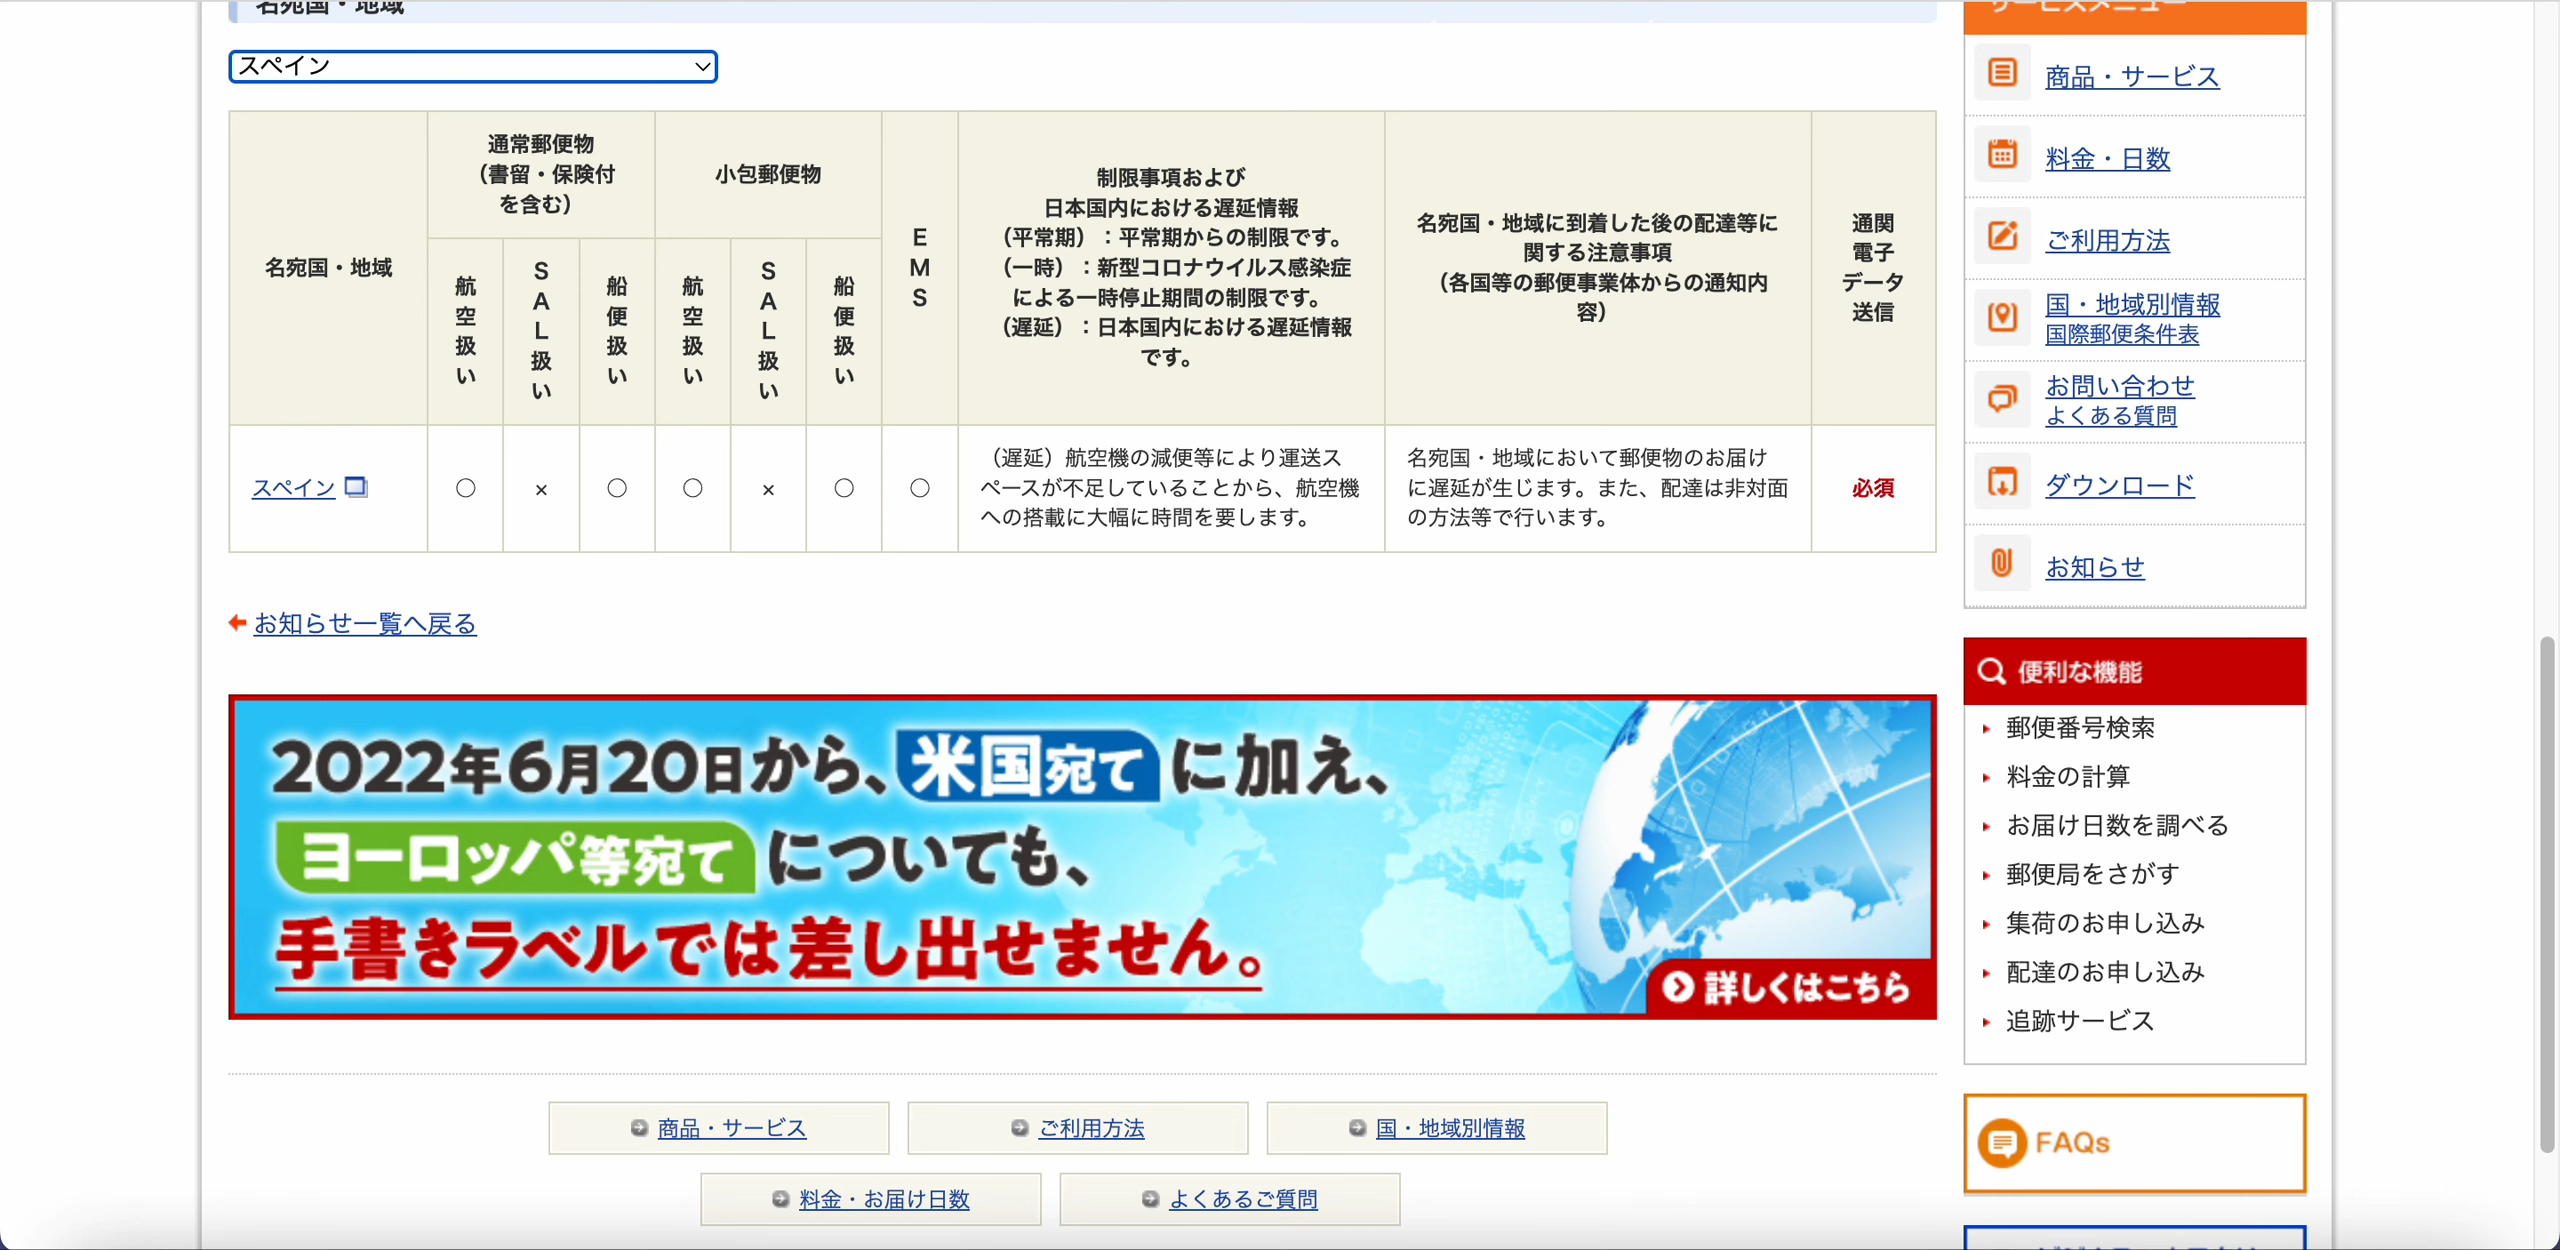 名宛国・地域
スペイン
名宛国・地域
通常郵便物
（書留・保険付
を含む）
小包郵便物
航空扱い
SAL扱い
船便扱い
航空扱い
SAL扱い
船便扱い
EMS
制限事項および
日本国内における遅延情報
（平常期）：平常期からの制限です。
（一時）：新型コロナウイルス感染症
による一時停止期間の制限です。
（遅延）：日本国内における遅延情報
です。
名宛国・地域に到着した後の配達等に
関する注意事項
（各国等の郵便事業体からの通知内
容）
通関
電子
データ
送信
スペイン
○ × ○ ○ × ○ ○
（遅延）航空機の減便等により運送ス
ペースが不足していることから、航空機
への搭載に大幅に時間を要します。
名宛国・地域において郵便物のお届け
に遅延が生じます。また、配達は非対面
の方法等で行います。
必須
お知らせ一覧へ戻る
2022年6月20日から、米国宛てに加え、
ヨーロッパ等宛てについても、
手書きラベルでは差し出せません。
詳しくはこちら
商品・サービス
ご利用方法
国・地域別情報
料金・お届け日数
よくあるご質問
サービスメニュー
商品・サービス
料金・日数
ご利用方法
国・地域別情報
国際郵便条件表
お問い合わせ
よくある質問
ダウンロード
お知らせ
便利な機能
郵便番号検索
料金の計算
お届け日数を調べる
郵便局をさがす
集荷のお申し込み
配達のお申し込み
追跡サービス
FAQs